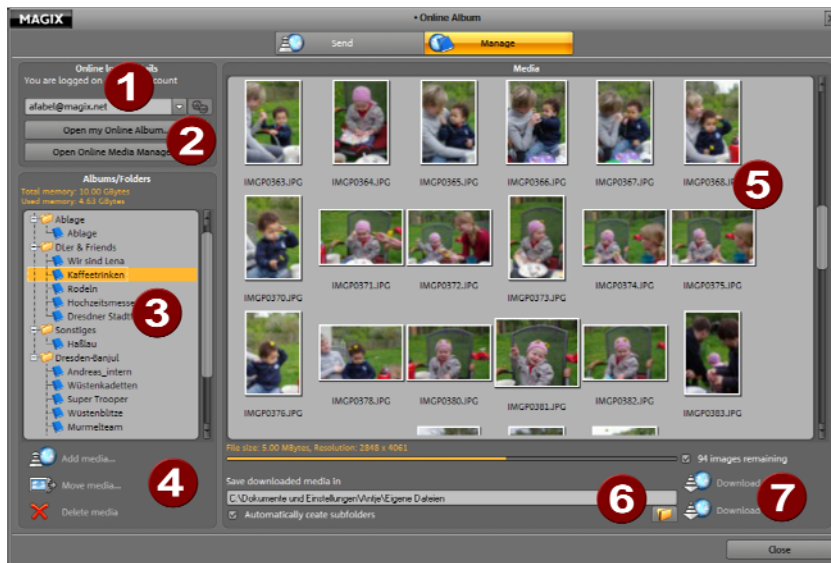 MAGIX
• Online Album
Send
Manage
Online
You are logged on
count
afabel@magix.net
Open my Online Album...
Open Online Media Manage
1
2
Albums/Folders
Total memory: 10.00 GBytes
Used memory: 4.63 GBytes
Ablage
Ablage
DLer & Friends
Wir sind Lena
Kaffeetrinken
Rodeln
Hochzeitsmesse
Dresdner Stadt
Sonstiges
Haßlau
Dresden-Banjul
Andreas_intern
Wüstenkadetten
Super Trooper
Wüstenblitze
Murmelteam
3
Add media...
Move media...
Delete media
4
Media
IMGP0363.JPG
IMGP0364.JPG
IMGP0365.JPG
IMGP0366.JPG
IMGP0367.JPG
IMGP0368.JPG
5
IMGP0370.JPG
IMGP0371.JPG
IMGP0372.JPG
IMGP0373.JPG
IMGP0374.JPG
IMGP0375.JPG
IMGP0376.JPG
IMGP0378.JPG
IMGP0380.JPG
IMGP0381.JPG
IMGP0382.JPG
IMGP0383.JPG
File size: 5.00 MBytes, Resolution: 2848 x 4061
94 images remaining
Save downloaded media in
C:\Dokumente und Einstellungen\Antje\Eigene Dateien
Automatically ceate subfolders
6
Download
Download
7
Close